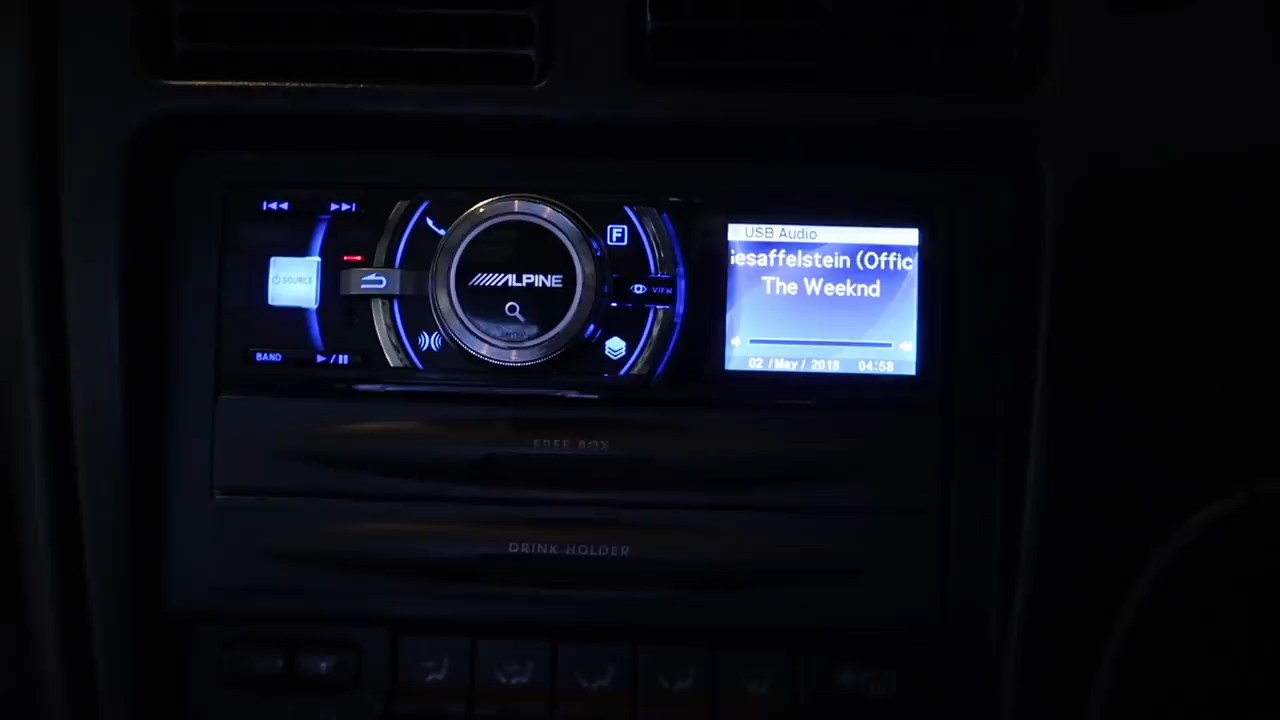 SOURCE
BAND
ALPINE
F
VIEW
USB Audio
iesaffelstein (Offic
The Weeknd
02 /May/ 2018 04:58
FREE BOX
DRINK HOLDER